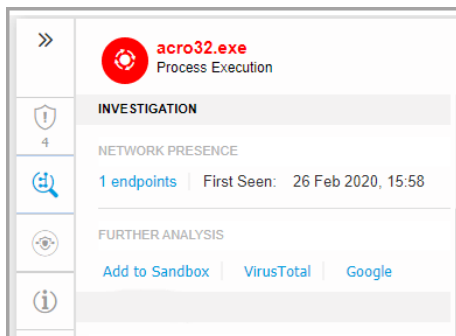 acro32.exe
Process Execution
INVESTIGATION
4
NETWORK PRESENCE
1 endpoints First Seen: 26 Feb 2020, 15:58
FURTHER ANALYSIS
Add to Sandbox VirusTotal Google